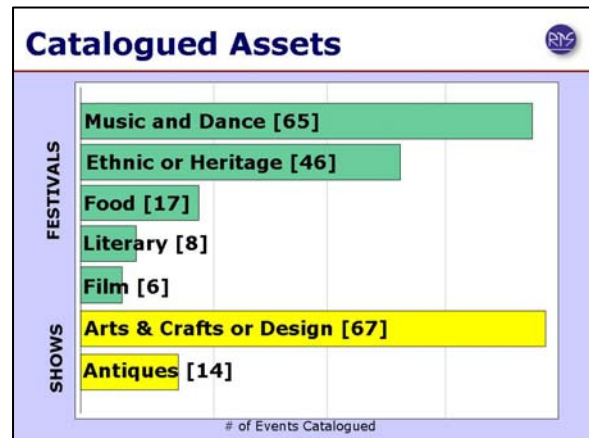 Catalogued Assets
RTS
FESTIVALS
Music and Dance [65]
Ethnic or Heritage [46]
Food [17]
Literary [8]
Film [6]
SHOWS
Arts & Crafts or Design [67]
Antiques [14]
# of Events Catalogued